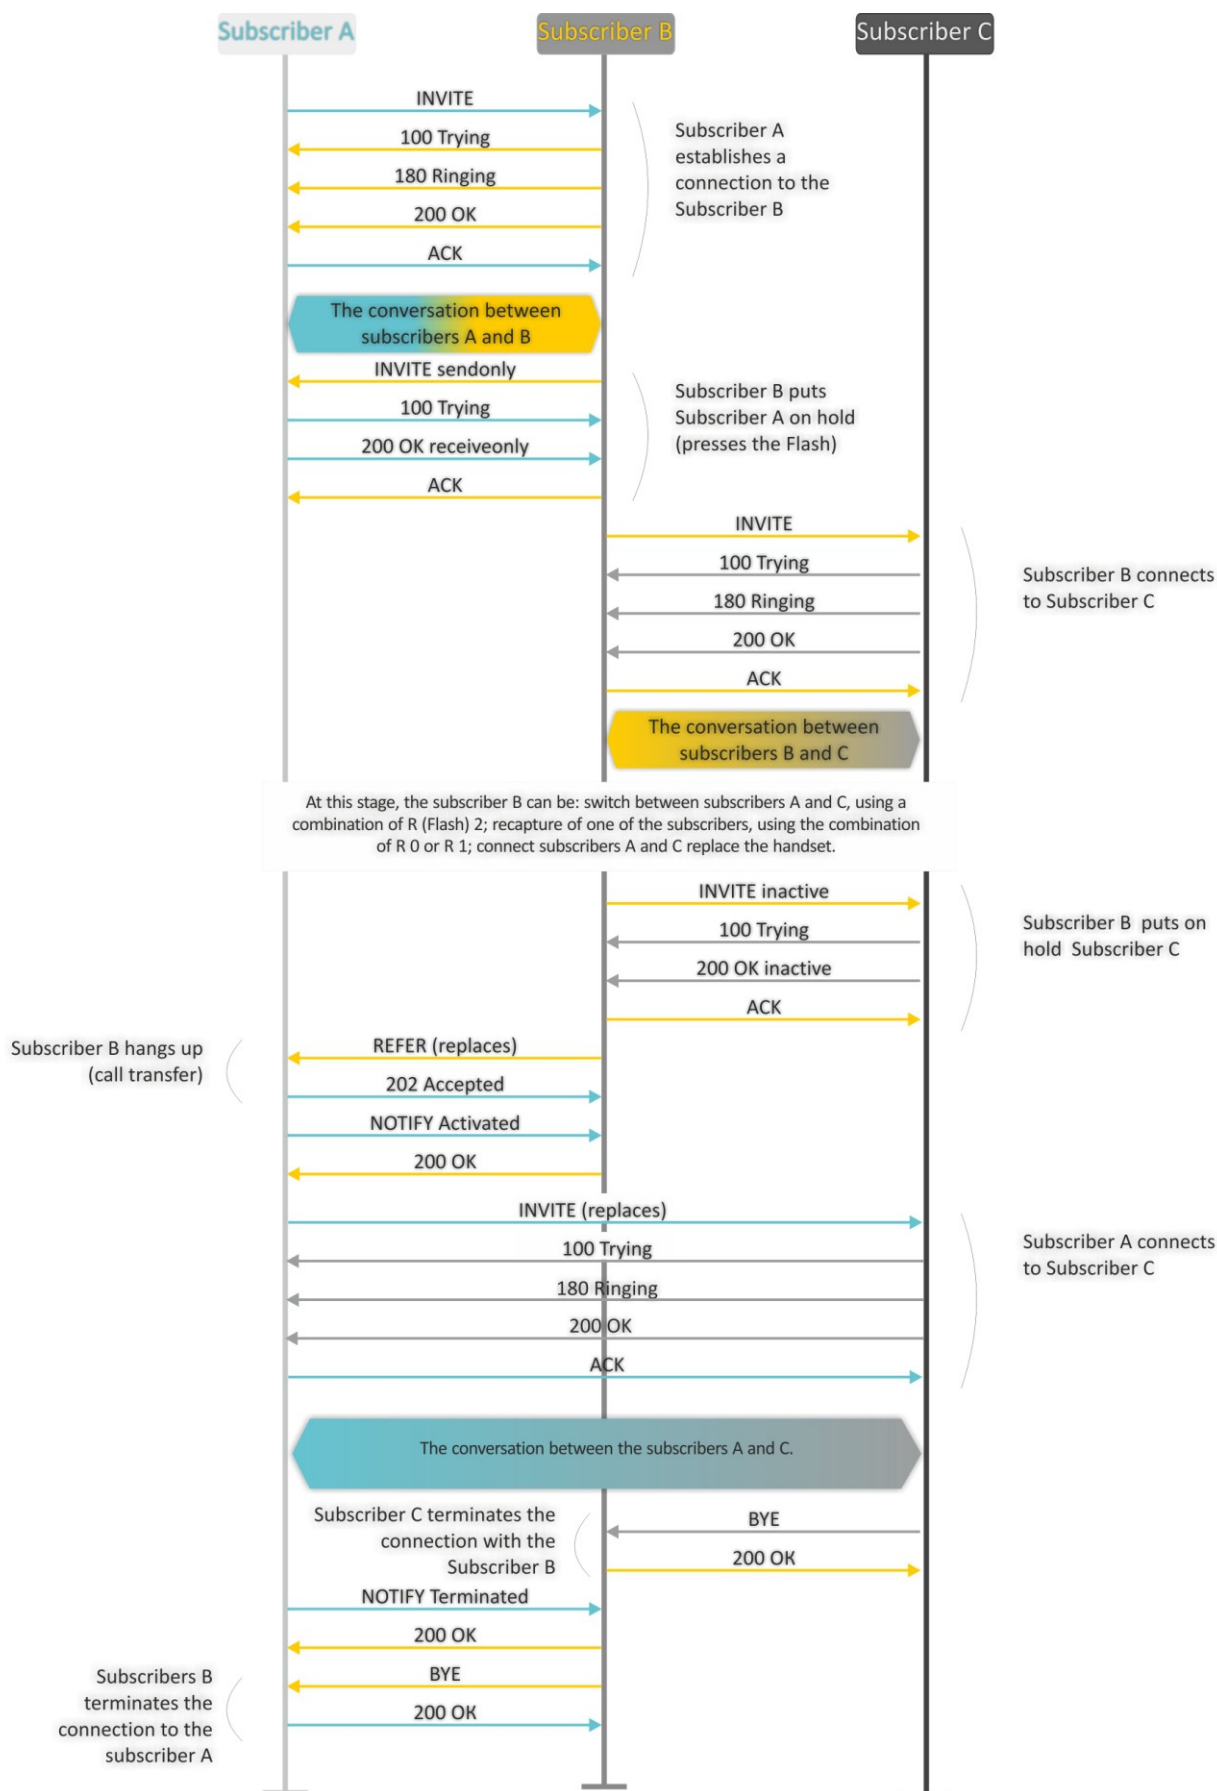 Subscriber A
Subscriber B
Subscriber C
INVITE
100 Trying
180 Ringing
200 OK
ACK
Subscriber A
establishes a
connection to the
Subscriber B
The conversation between
subscribers A and B
INVITE sendonly
100 Trying
200 OK receiveonly
ACK
Subscriber B puts
Subscriber A on hold
(presses the Flash)
INVITE
100 Trying
180 Ringing
200 OK
ACK
Subscriber B connects
to Subscriber C
The conversation between
subscribers B and C
At this stage, the subscriber B can be: switch between subscribers A and C, using a
combination of R (Flash) 2; recapture of one of the subscribers, using the combination
of R 0 or R 1; connect subscribers A and C replace the handset.
INVITE inactive
100 Trying
200 OK inactive
ACK
Subscriber B puts on
hold Subscriber C
Subscriber B hangs up
(call transfer)
REFER (replaces)
202 Accepted
NOTIFY Activated
200 OK
INVITE (replaces)
100 Trying
180 Ringing
200 OK
ACK
Subscriber A connects
to Subscriber C
The conversation between the subscribers A and C.
Subscriber C terminates the
connection with the
Subscriber B
BYE
200 OK
NOTIFY Terminated
200 OK
BYE
200 OK
Subscribers B
terminates the
connection to the
subscriber A